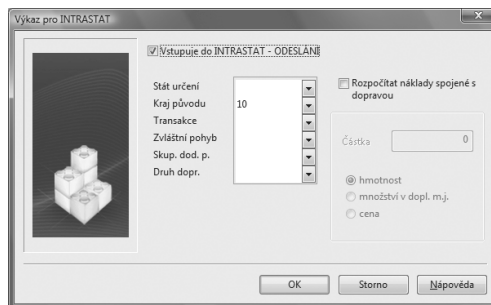 Výkaz pro INTRASTAT
Vstupuje do INTRASTAT - ODESLÁNÍ
Stát určení
Kraj původu 10
Transakce
Zvláštní pohyb
Skup. dod. p.
Druh dopr.
Rozpočítat náklady spojené s
dopravou
Částka 0
hmotnost
množství v dopl. m.j.
cena
OK Storno Nápověda